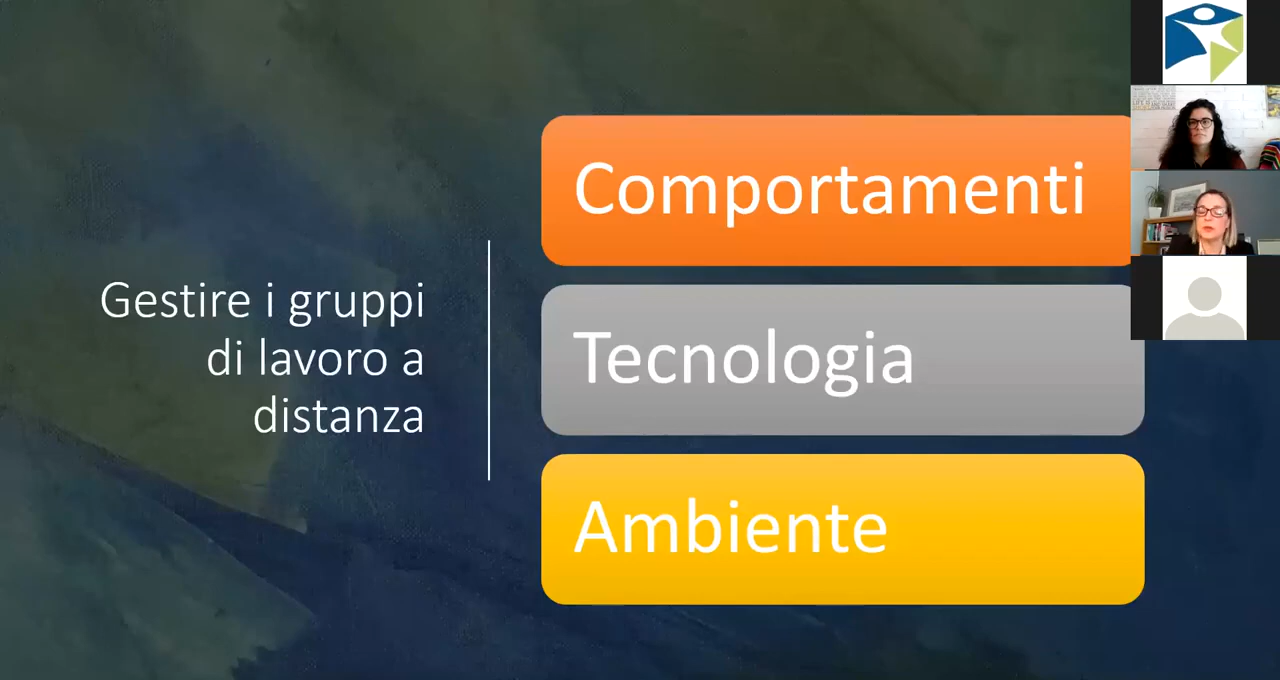 Gestire i gruppi
di lavoro a
distanza
Comportamenti
Tecnologia
Ambiente